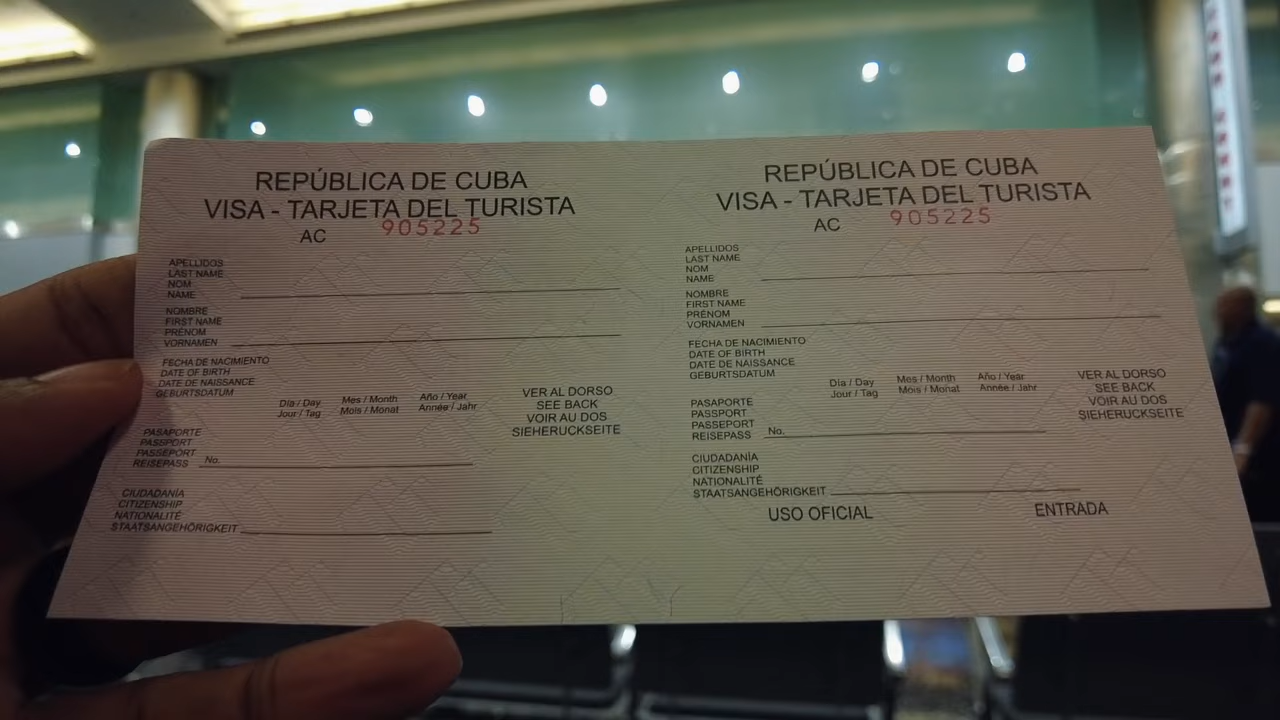 REPÚBLICA DE CUBA
VISA - TARJETA DEL TURISTA
AC 905225
APELLIDOS
LAST NAME
NOM
NAME
NOMBRE
FIRST NAME
PRÉNOM
VORNAMEN
FECHA DE NACIMIENTO
DATE OF BIRTH
DATE DE NAISSANCE
GEBURTSDATUM
Día / Day Mes / Month Año / Year
Jour / Tag Mois / Monat Année / Jahr
VER AL DORSO
SEE BACK
VOIR AU DOS
SIEHERUCKSEITE
PASAPORTE
PASSPORT
PASSEPORT
REISEPASS No.
CIUDADANÍA
CITIZENSHIP
NATIONALITÉ
STAATSANGEHÖRIGKEIT
REPÚBLICA DE CUBA
VISA - TARJETA DEL TURISTA
AC 905225
APELLIDOS
LAST NAME
NOM
NAME
NOMBRE
FIRST NAME
PRÉNOM
VORNAMEN
FECHA DE NACIMIENTO
DATE OF BIRTH
DATE DE NAISSANCE
GEBURTSDATUM
Día / Day Mes / Month Año / Year
Jour / Tag Mois / Monat Année / Jahr
VER AL DORSO
SEE BACK
VOIR AU DOS
SIEHERUCKSEITE
PASAPORTE
PASSPORT
PASSEPORT
REISEPASS No.
CIUDADANÍA
CITIZENSHIP
NATIONALITÉ
STAATSANGEHÖRIGKEIT
USO OFICIAL ENTRADA